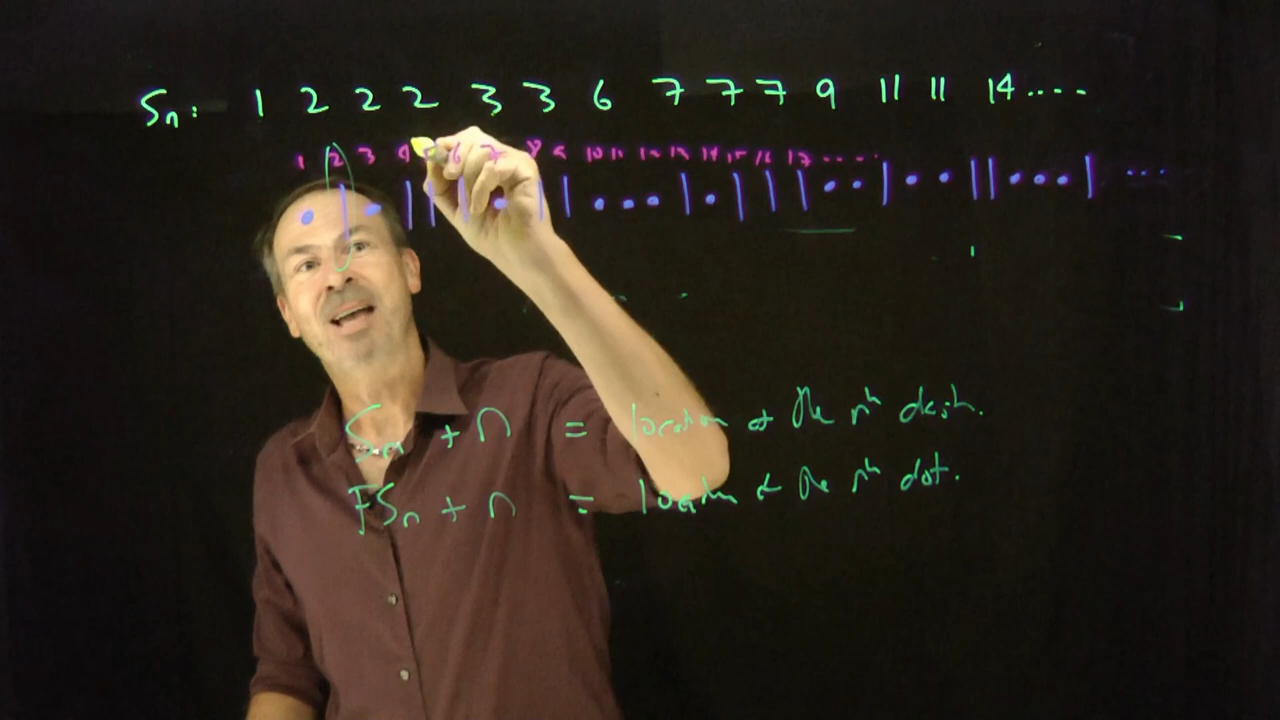 Sn: 1 2 2 2 3 3 6 7 7 7 9 11 11 14....
1 2 3 4 5 6 7 8 9 10 11 12 13 14 15 16 17 ....
• | • | | | • | | • • • | • | | | • • | • • | | • • • | ...
Sn + n = location of the nth dash.
FSn + n = location of the nth dot.